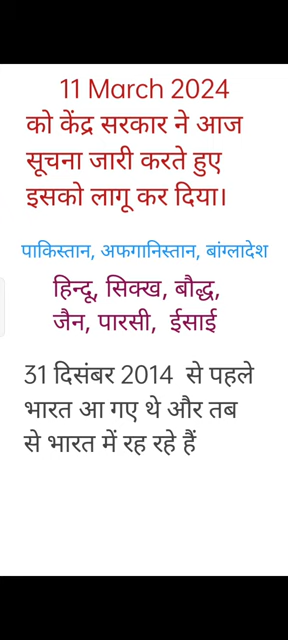 11 March 2024
को केंद्र सरकार ने आज
सूचना जारी करते हुए
इसको लागू कर दिया।
पाकिस्तान, अफगानिस्तान, बांग्लादेश
हिन्दू, सिक्ख, बौद्ध,
जैन, पारसी, ईसाई
31 दिसंबर 2014 से पहले
भारत आ गए थे और तब
से भारत में रह रहे हैं